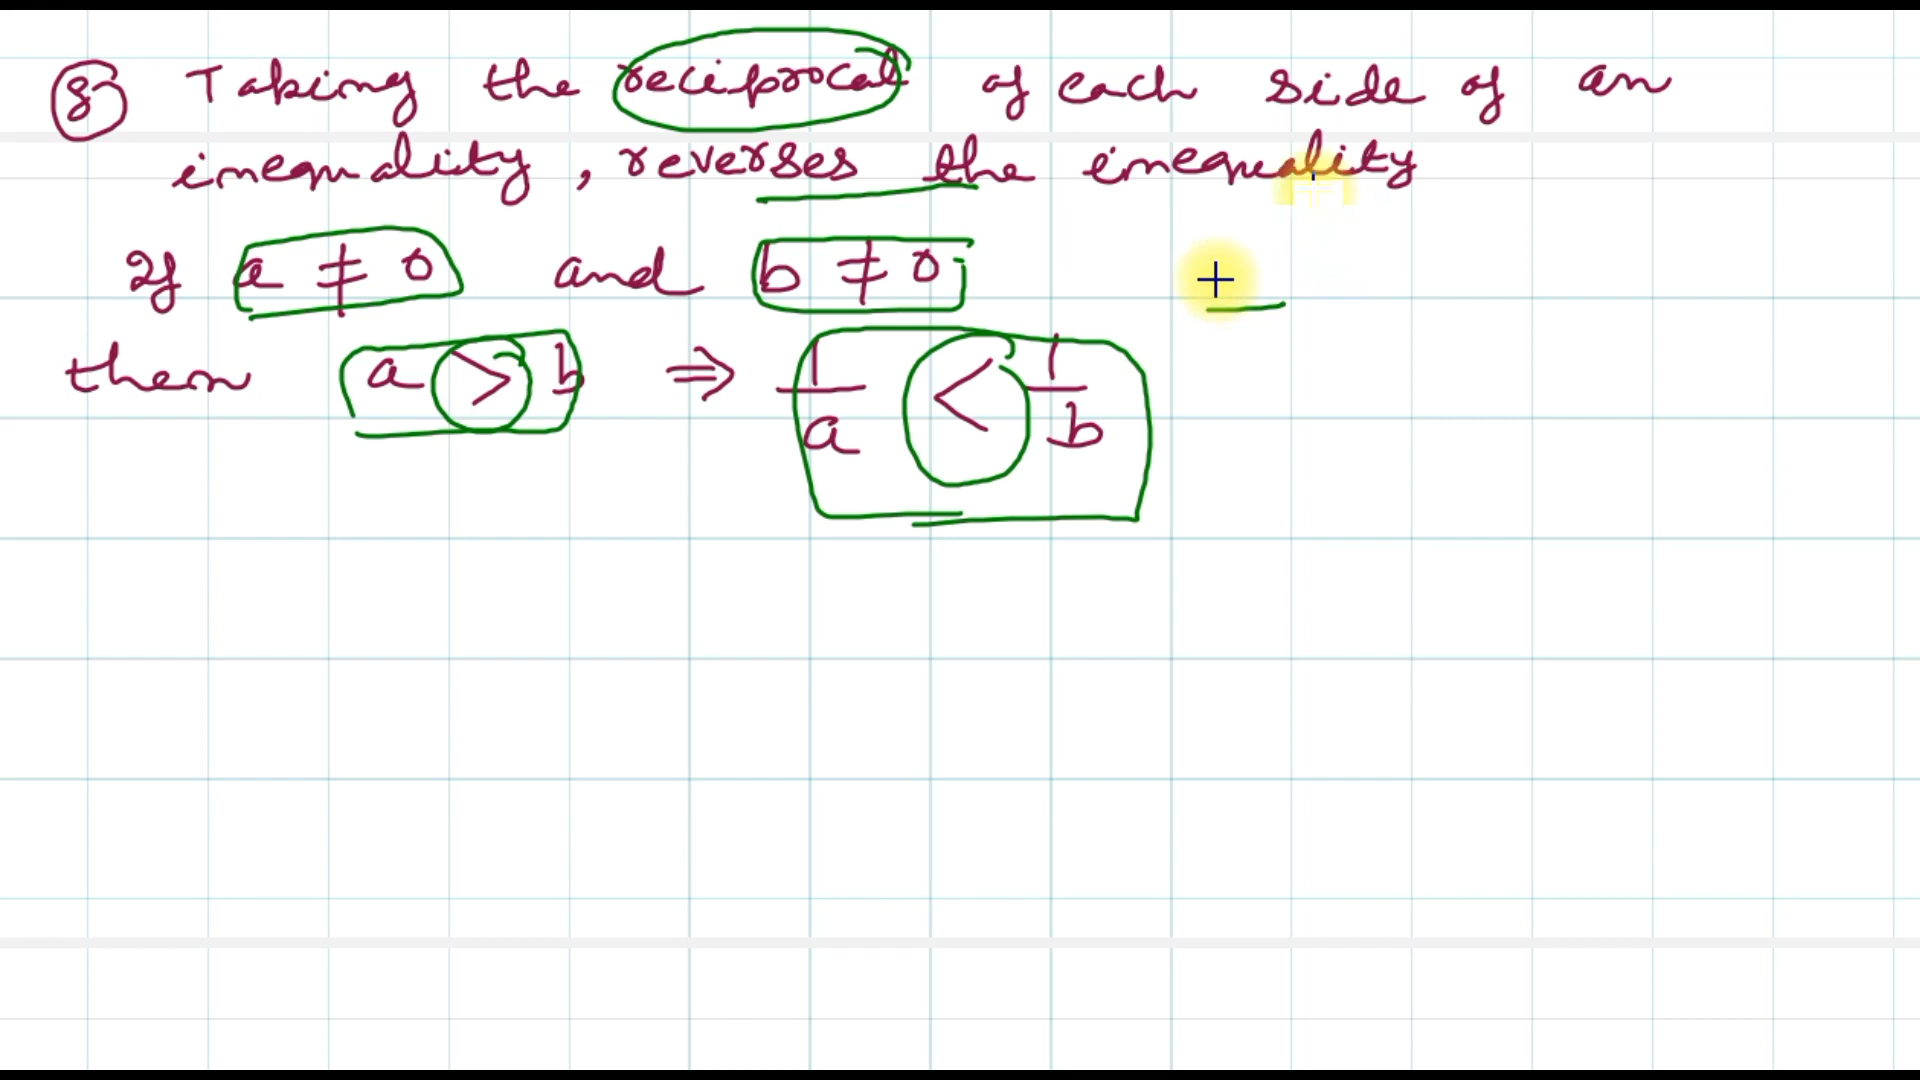 8 Taking the reciprocal of each side of an
inequality, reverses the inequality
If a ≠ 0 and b ≠ 0
then a > b ⇒ 1/a < 1/b